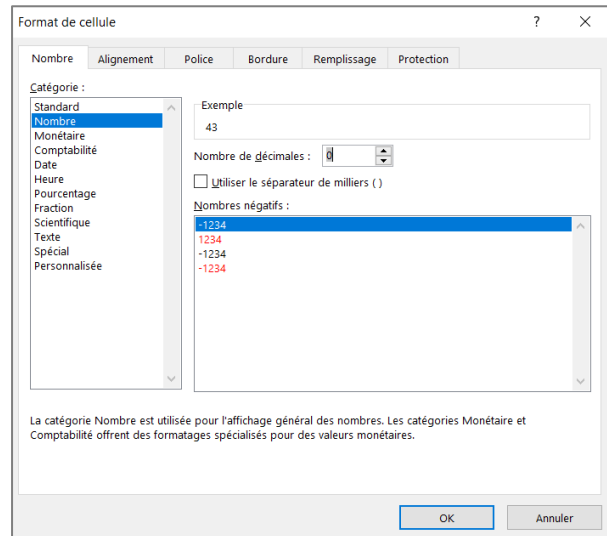 Format de cellule
?
Nombre Alignement Police Bordure Remplissage Protection
Catégorie :
Standard
Nombre
Monétaire
Comptabilité
Date
Heure
Pourcentage
Fraction
Scientifique
Texte
Spécial
Personnalisée
Exemple
43
Nombre de décimales : 0
Utiliser le séparateur de milliers ( )
Nombres négatifs :
-1234
1234
-1234
-1234
La catégorie Nombre est utilisée pour l'affichage général des nombres. Les catégories Monétaire et
Comptabilité offrent des formatages spécialisés pour des valeurs monétaires.
OK Annuler